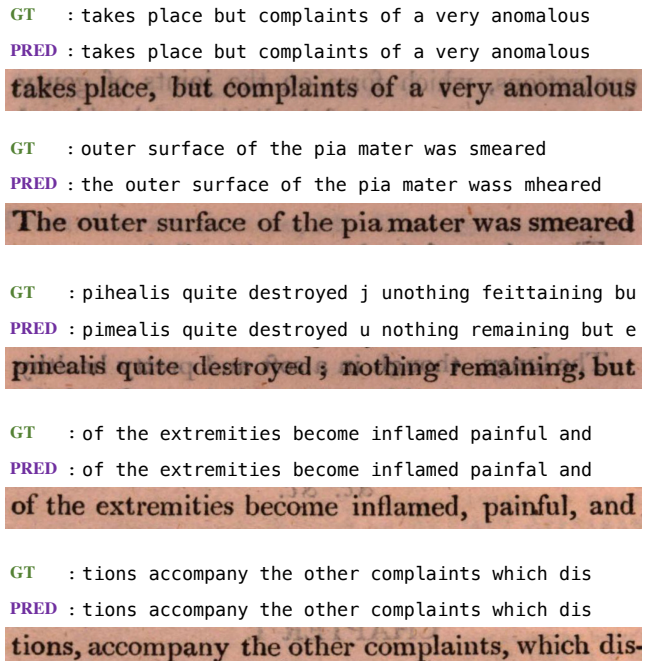 GT : takes place but complaints of a very anomalous
PRED : takes place but complaints of a very anomalous
takes place, but complaints of a very anomalous
GT : outer surface of the pia mater was smeared
PRED : the outer surface of the pia mater wass mheared
The outer surface of the pia mater was smeared
GT : pihealis quite destroyed j unothing feittaining bu
PRED : pimealis quite destroyed u nothing remaining but e
pinealis quite destroyed; nothing remaining, but
GT : of the extremities become inflamed painful and
PRED : of the extremities become inflamed painfal and
of the extremities become inflamed, painful, and
GT : tions accompany the other complaints which dis
PRED : tions accompany the other complaints which dis
tions, accompany the other complaints, which dis-